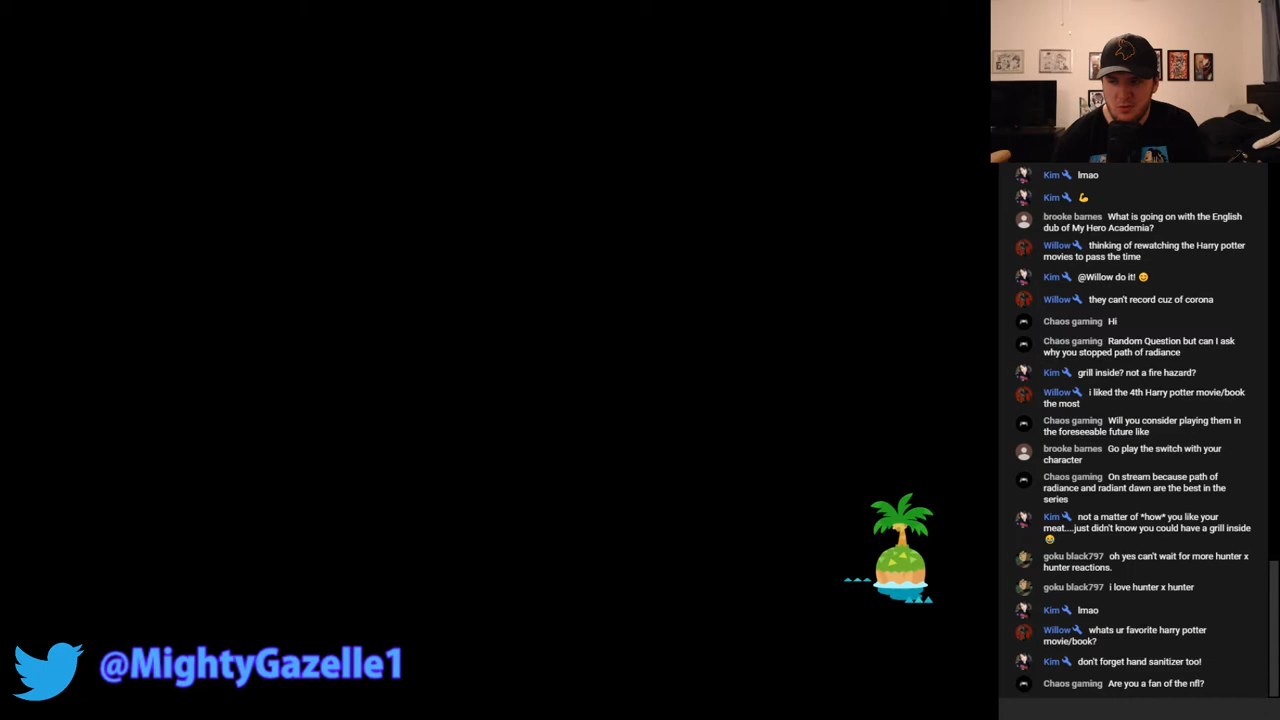 Kim lmao
Kim 💪
brooke barnes What is going on with the English
dub of My Hero Academia?
Willow thinking of rewatching the Harry potter
movies to pass the time
Kim @Willow do it! 😊
Willow they can't record cuz of corona
Chaos gaming Hi
Chaos gaming Random Question but can I ask
why you stopped path of radiance
Kim grill inside? not a fire hazard?
Willow i liked the 4th Harry potter movie/book
the most
Chaos gaming Will you consider playing them in
the foreseeable future like
brooke barnes Go play the switch with your
character
Chaos gaming On stream because path of
radiance and radiant dawn are the best in the
series
Kim not a matter of *how* you like your
meat....just didn't know you could have a grill inside
😂
goku black797 oh yes can't wait for more hunter x
hunter reactions.
goku black797 i love hunter x hunter
Kim lmao
Willow whats ur favorite harry potter
movie/book?
Kim don't forget hand sanitizer too!
Chaos gaming Are you a fan of the nfl?
@MightyGazelle1